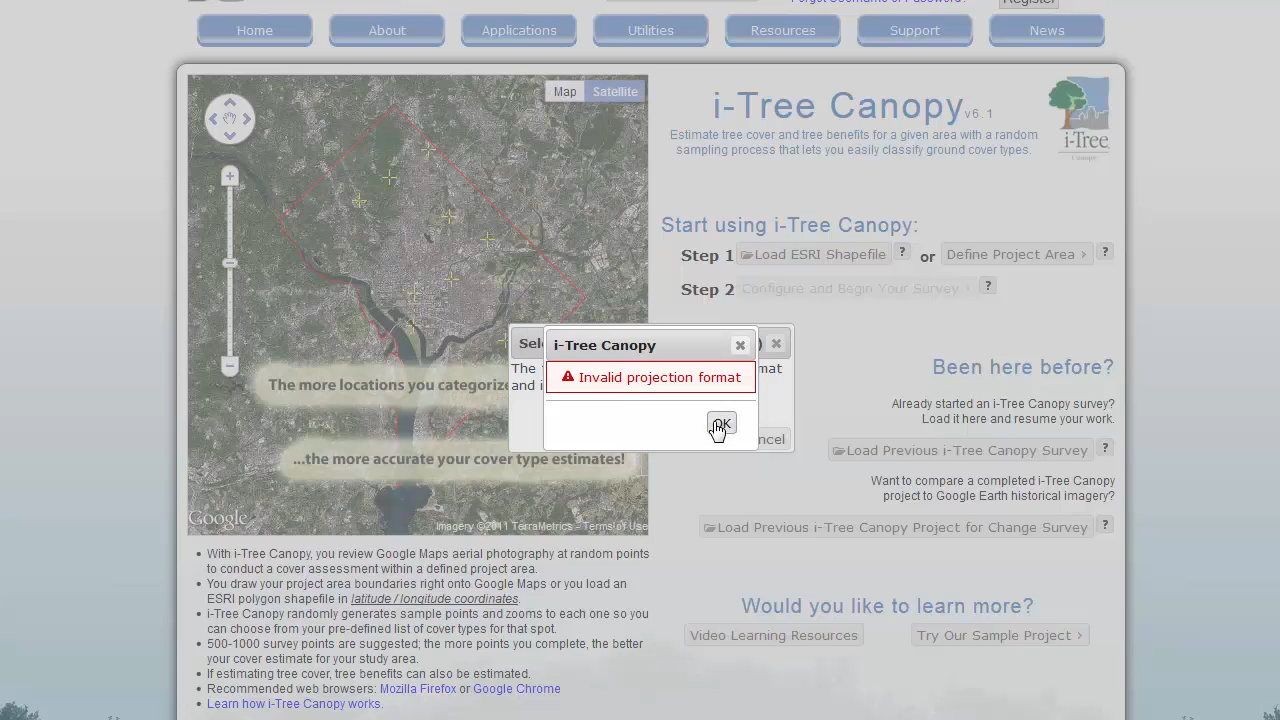 Forgot Username or Password?
Register
Home
About
Applications
Utilities
Resources
Support
News
Map
Satellite
i-Tree Canopy v6.1
Estimate tree cover and tree benefits for a given area with a random
sampling process that lets you easily classify ground cover types.
i-Tree
Canopy
Start using i-Tree Canopy:
Step 1 Load ESRI Shapefile ? or Define Project Area › ?
Step 2 Configure and Begin Your Survey › ?
i-Tree Canopy
Invalid projection format
OK
The more locations you categorize
...the more accurate your cover type estimates!
Google
Imagery ©2011 TerraMetrics - Terms of Use
Been here before?
Already started an i-Tree Canopy survey?
Load it here and resume your work.
Load Previous i-Tree Canopy Survey ?
Want to compare a completed i-Tree Canopy
project to Google Earth historical imagery?
Load Previous i-Tree Canopy Project for Change Survey ?
Would you like to learn more?
Video Learning Resources
Try Our Sample Project ›
• With i-Tree Canopy, you review Google Maps aerial photography at random points
to conduct a cover assessment within a defined project area.
• You draw your project area boundaries right onto Google Maps or you load an
ESRI polygon shapefile in latitude / longitude coordinates.
• i-Tree Canopy randomly generates sample points and zooms to each one so you
can choose from your pre-defined list of cover types for that spot.
• 500-1000 survey points are suggested; the more points you complete, the better
your cover estimate for your study area.
• If estimating tree cover, tree benefits can also be estimated.
• Recommended web browsers: Mozilla Firefox or Google Chrome
• Learn how i-Tree Canopy works.